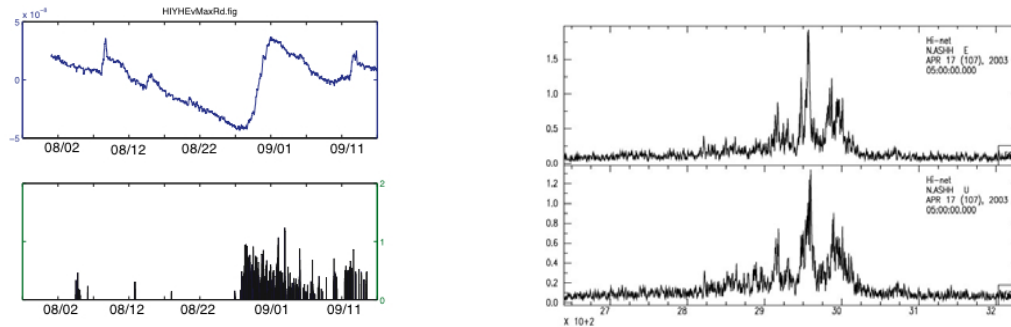 HIYHEvMaxRd.fig
5 × 10⁻⁸
0
−5
08/02 08/12 08/22 09/01 09/11
2
1
0
08/02 08/12 08/22 09/01 09/11
Hi-net
N.ASHH E
APR 17 (107), 2003
05:00:00.000
1.5
1.0
0.5
0.0
Hi-net
N.ASHH U
APR 17 (107), 2003
05:00:00.000
1.2
1.0
0.8
0.6
0.4
0.2
0.0
27 28 29 30 31 32
X 10+2